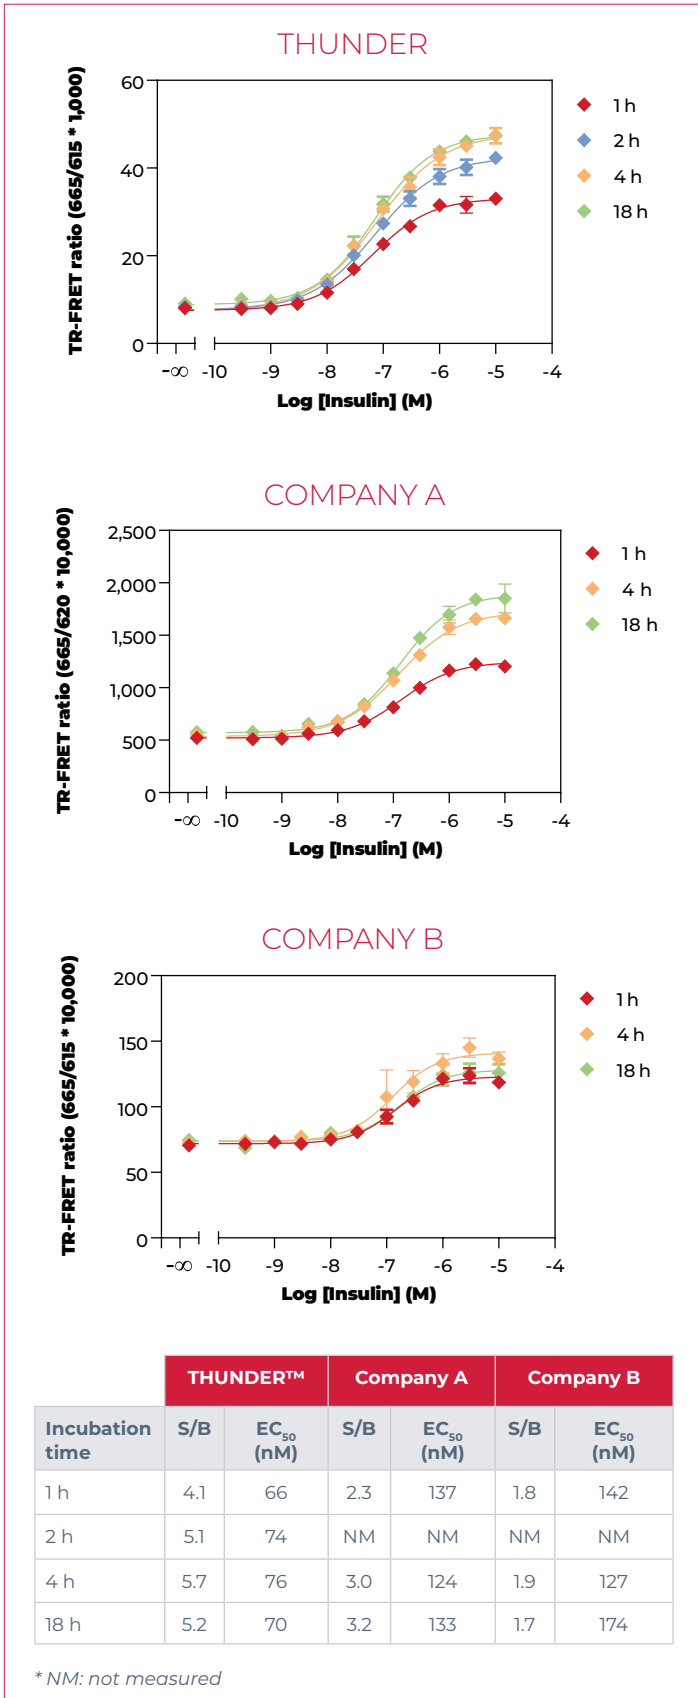 THUNDER
TR-FRET ratio (665/615 * 1,000)
60
40
20
0
-∞ -10 -9 -8 -7 -6 -5 -4
Log [Insulin] (M)
1 h
2 h
4 h
18 h
COMPANY A
TR-FRET ratio (665/620 * 10,000)
2,500
2,000
1,500
1,000
500
0
-∞ -10 -9 -8 -7 -6 -5 -4
Log [Insulin] (M)
1 h
4 h
18 h
COMPANY B
TR-FRET ratio (665/615 * 10,000)
200
150
100
50
0
-∞ -10 -9 -8 -7 -6 -5 -4
Log [Insulin] (M)
1 h
4 h
18 h
THUNDER™ Company A Company B
Incubation time S/B EC50 (nM) S/B EC50 (nM) S/B EC50 (nM)
1 h 4.1 66 2.3 137 1.8 142
2 h 5.1 74 NM NM NM NM
4 h 5.7 76 3.0 124 1.9 127
18 h 5.2 70 3.2 133 1.7 174
* NM: not measured